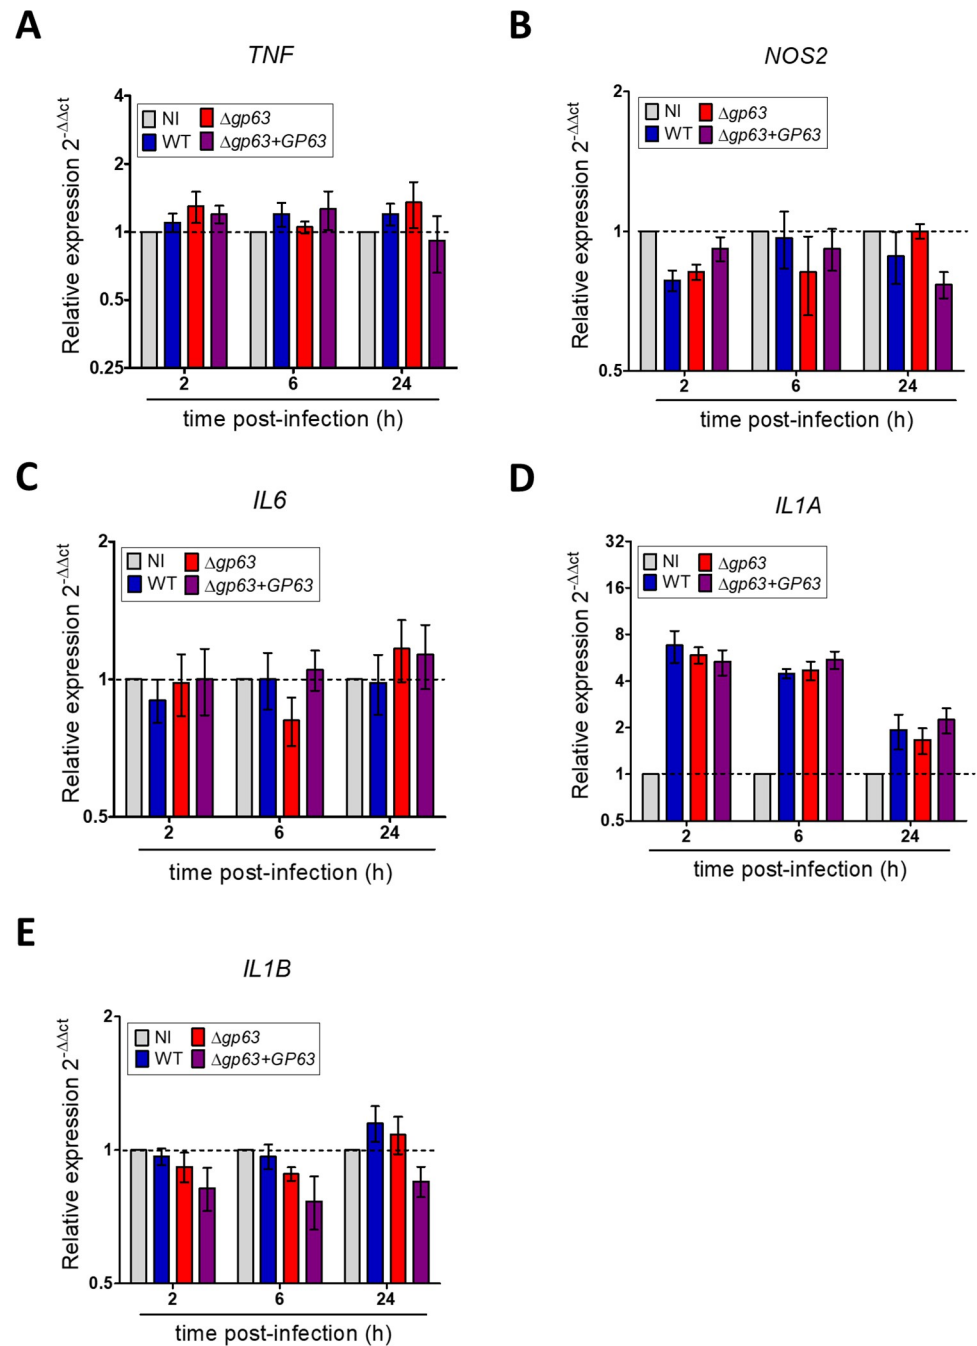 A
TNF
Relative expression 2^-ΔΔct
4
2
1
0.5
0.25
NI
Δgp63
WT
Δgp63+GP63
2 6 24
time post-infection (h)
B
NOS2
Relative expression 2^-ΔΔct
2
1
0.5
NI
Δgp63
WT
Δgp63+GP63
2 6 24
time post-infection (h)
C
IL6
Relative expression 2^-ΔΔct
2
1
0.5
NI
Δgp63
WT
Δgp63+GP63
2 6 24
time post-infection (h)
D
IL1A
Relative expression 2^-ΔΔct
32
16
8
4
2
1
0.5
NI
Δgp63
WT
Δgp63+GP63
2 6 24
time post-infection (h)
E
IL1B
Relative expression 2^-ΔΔct
2
1
0.5
NI
Δgp63
WT
Δgp63+GP63
2 6 24
time post-infection (h)